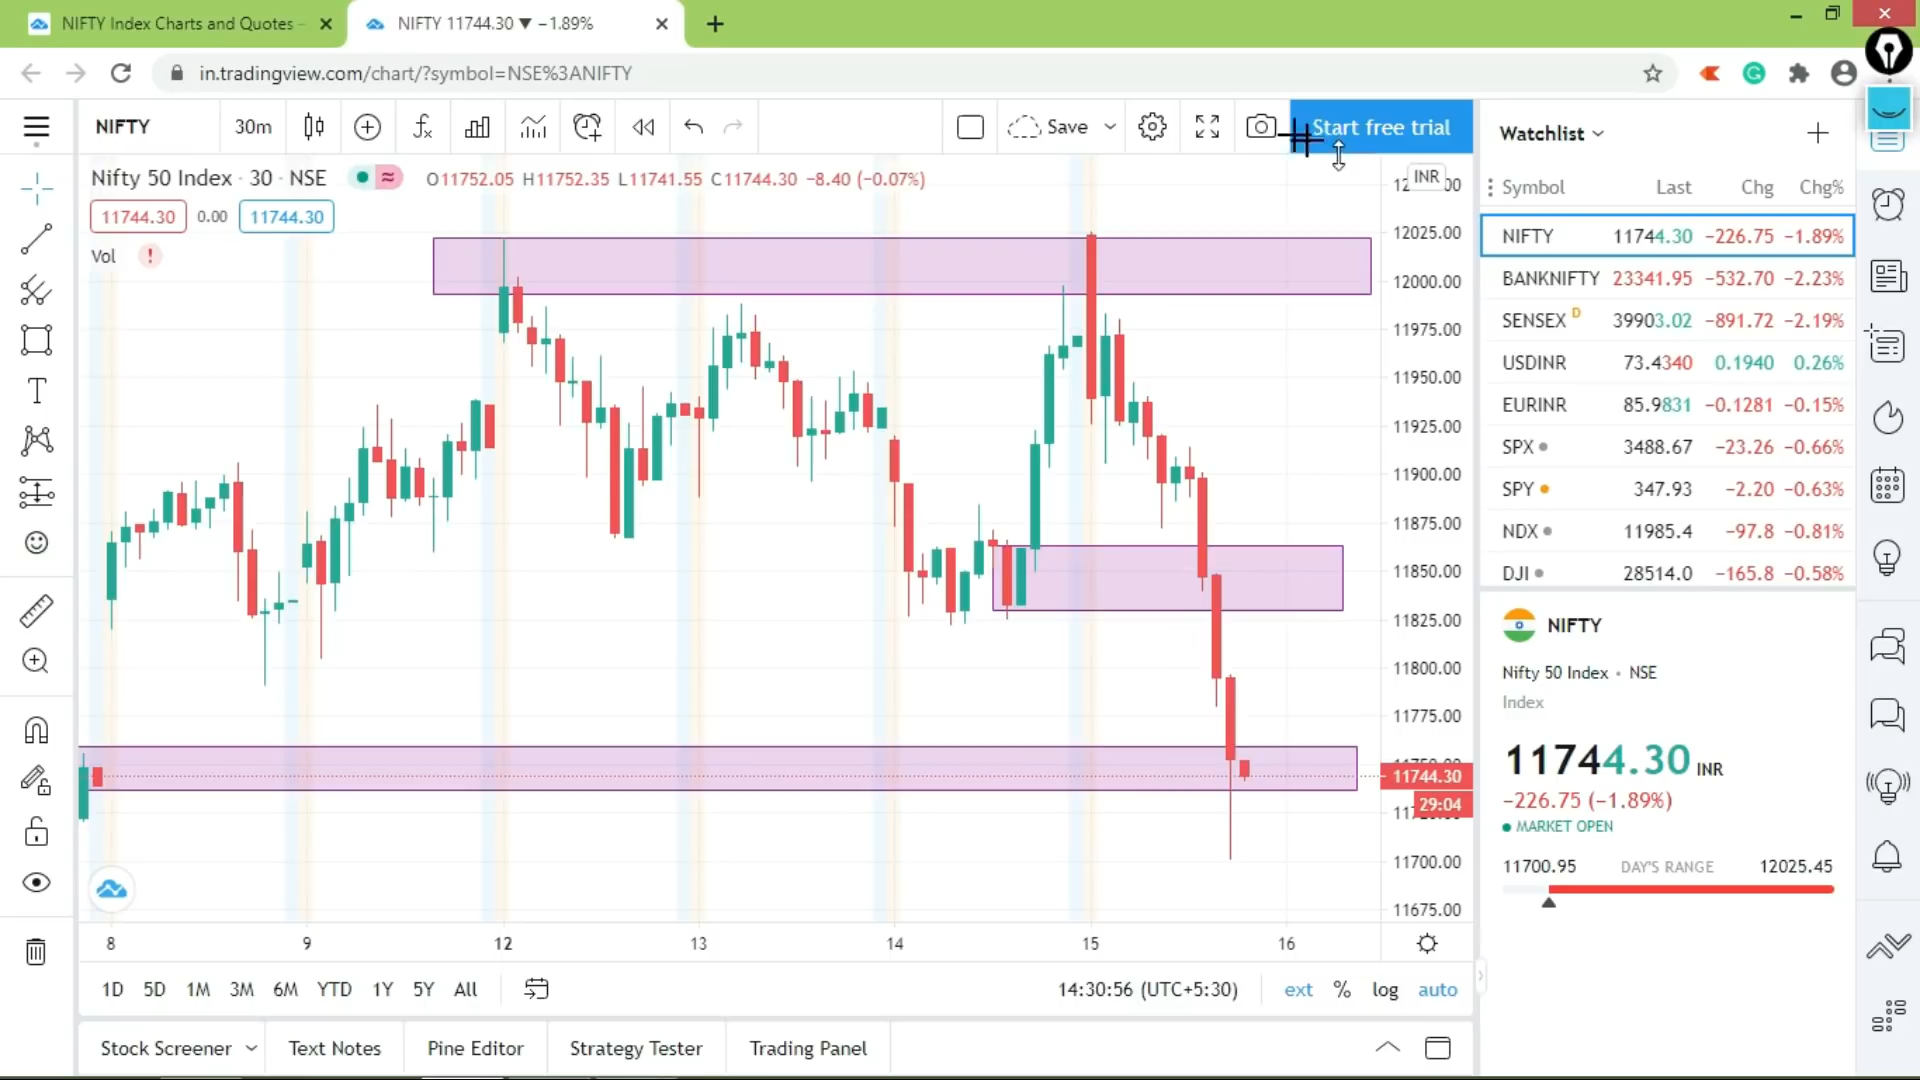 NIFTY Index Charts and Quotes –
NIFTY 11744.30 ▼ −1.89%
in.tradingview.com/chart/?symbol=NSE%3ANIFTY
NIFTY
30m
Save
Start free trial
Watchlist
Nifty 50 Index · 30 · NSE
O11752.05 H11752.35 L11741.55 C11744.30 −8.40 (−0.07%)
11744.30 0.00 11744.30
Vol !
INR
12025.00
12000.00
11975.00
11950.00
11925.00
11900.00
11875.00
11850.00
11825.00
11800.00
11775.00
11744.30
29:04
11700.00
11675.00
8 9 12 13 14 15 16
1D 5D 1M 3M 6M YTD 1Y 5Y All
14:30:56 (UTC+5:30)
ext % log auto
Stock Screener Text Notes Pine Editor Strategy Tester Trading Panel
Symbol Last Chg Chg%
NIFTY 11744.30 −226.75 −1.89%
BANKNIFTY 23341.95 −532.70 −2.23%
SENSEX D 39903.02 −891.72 −2.19%
USDINR 73.4340 0.1940 0.26%
EURINR 85.9831 −0.1281 −0.15%
SPX 3488.67 −23.26 −0.66%
SPY 347.93 −2.20 −0.63%
NDX 11985.4 −97.8 −0.81%
DJI 28514.0 −165.8 −0.58%
NIFTY
Nifty 50 Index • NSE
Index
11744.30 INR
−226.75 (−1.89%)
MARKET OPEN
11700.95 DAY'S RANGE 12025.45